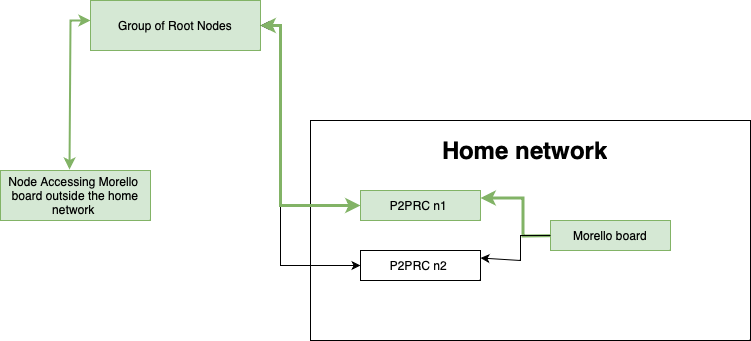 Group of Root Nodes
Home network
Node Accessing Morello
board outside the home
network
P2PRC n1
Morello board
P2PRC n2